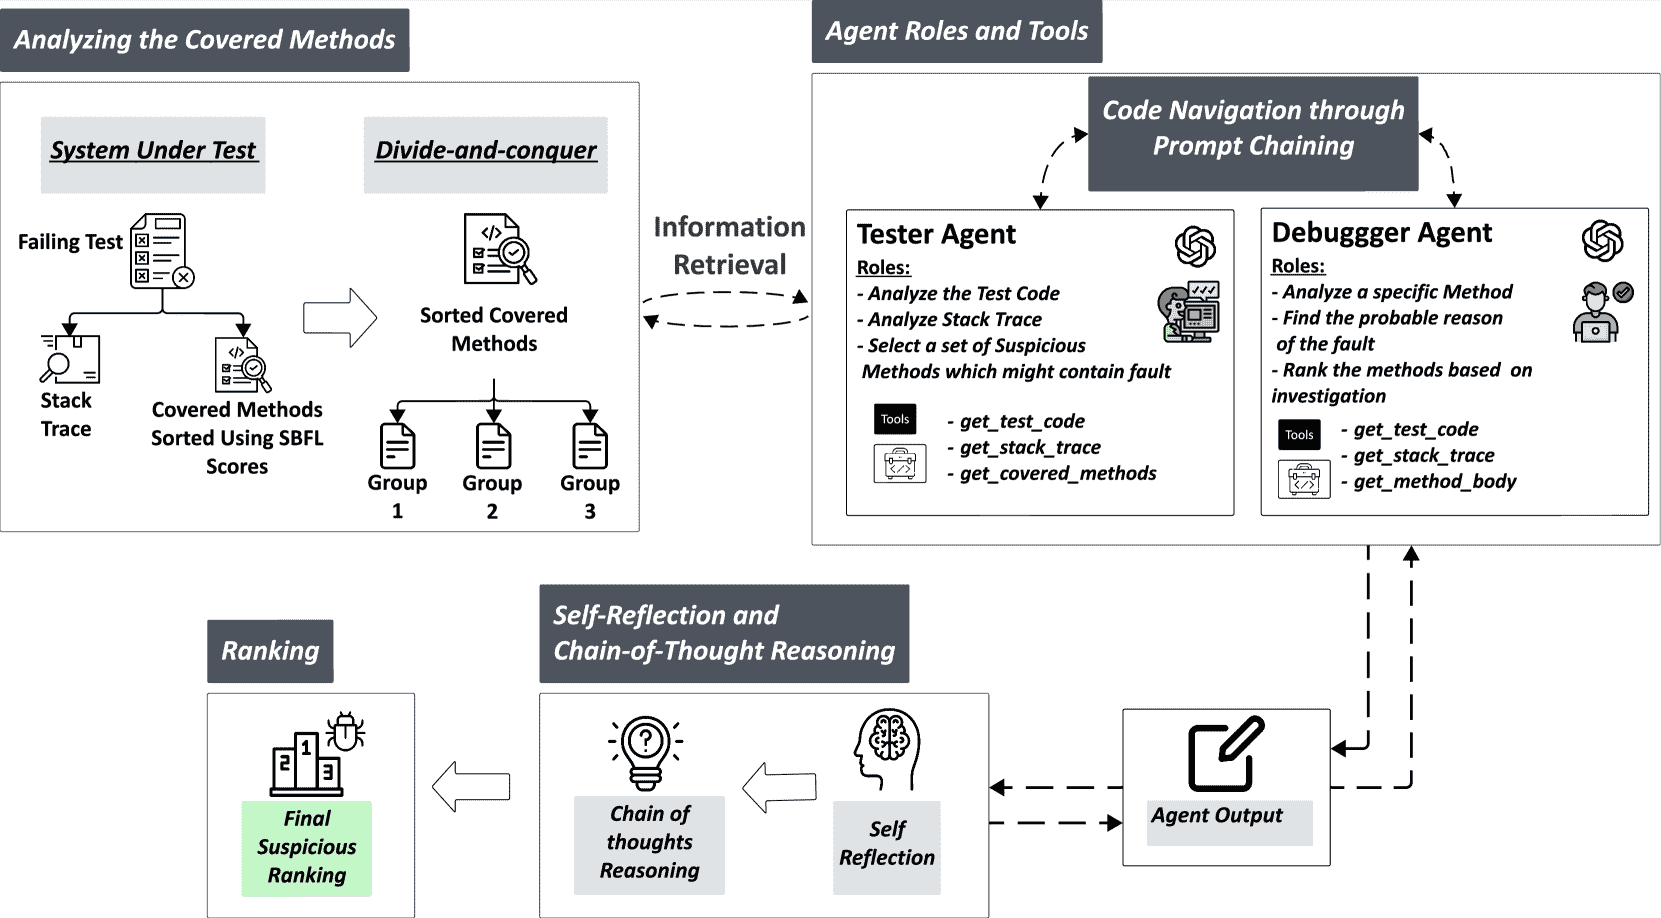 Analyzing the Covered Methods
System Under Test
Failing Test
Stack
Trace
Covered Methods
Sorted Using SBFL
Scores
Divide-and-conquer
</>
Sorted Covered
Methods
Group
1
Group
2
Group
3
Information
Retrieval
Agent Roles and Tools
Code Navigation through
Prompt Chaining
Tester Agent
Roles:
- Analyze the Test Code
- Analyze Stack Trace
- Select a set of Suspicious
Methods which might contain fault
Tools
- get_test_code
- get_stack_trace
- get_covered_methods
Debuggger Agent
Roles:
- Analyze a specific Method
- Find the probable reason
of the fault
- Rank the methods based on
investigation
Tools
- get_test_code
- get_stack_trace
- get_method_body
Ranking
2 1 3
Final
Suspicious
Ranking
Self-Reflection and
Chain-of-Thought Reasoning
?
Chain of
thoughts
Reasoning
Self
Reflection
Agent Output